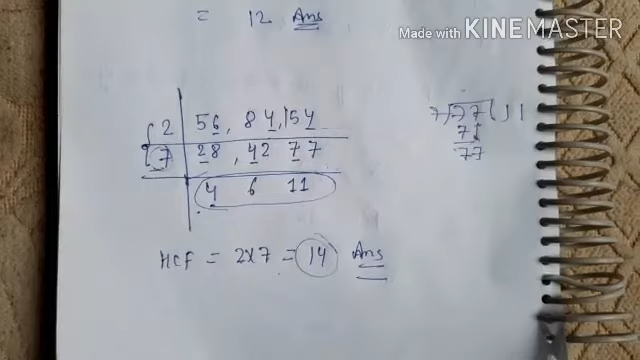 = 12 Ans
Made with KINEMASTER
2 56, 84, 154
7 28, 42 77
4 6 11
HCF = 2x7 = 14 Ans
7)77(11
77